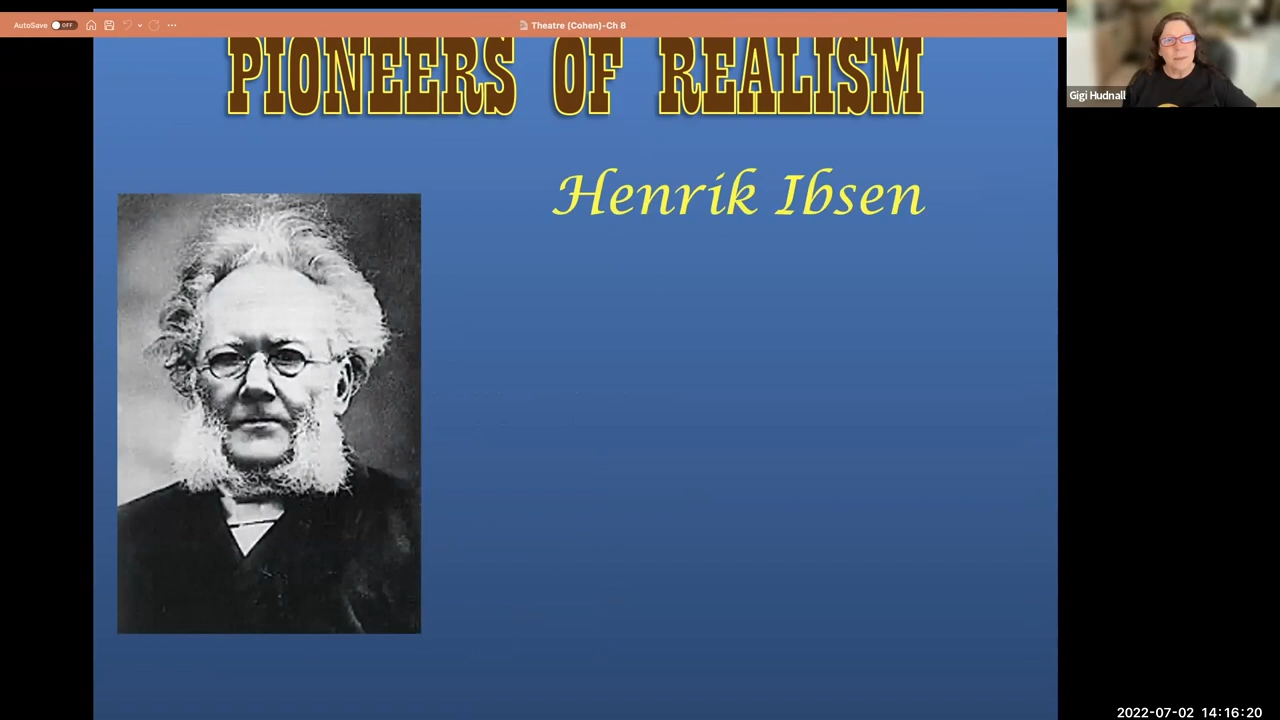 AutoSave OFF
Theatre (Cohen)-Ch 8
PIONEERS OF REALISM
Henrik Ibsen
Gigi Hudnall
2022-07-02 14:16:20